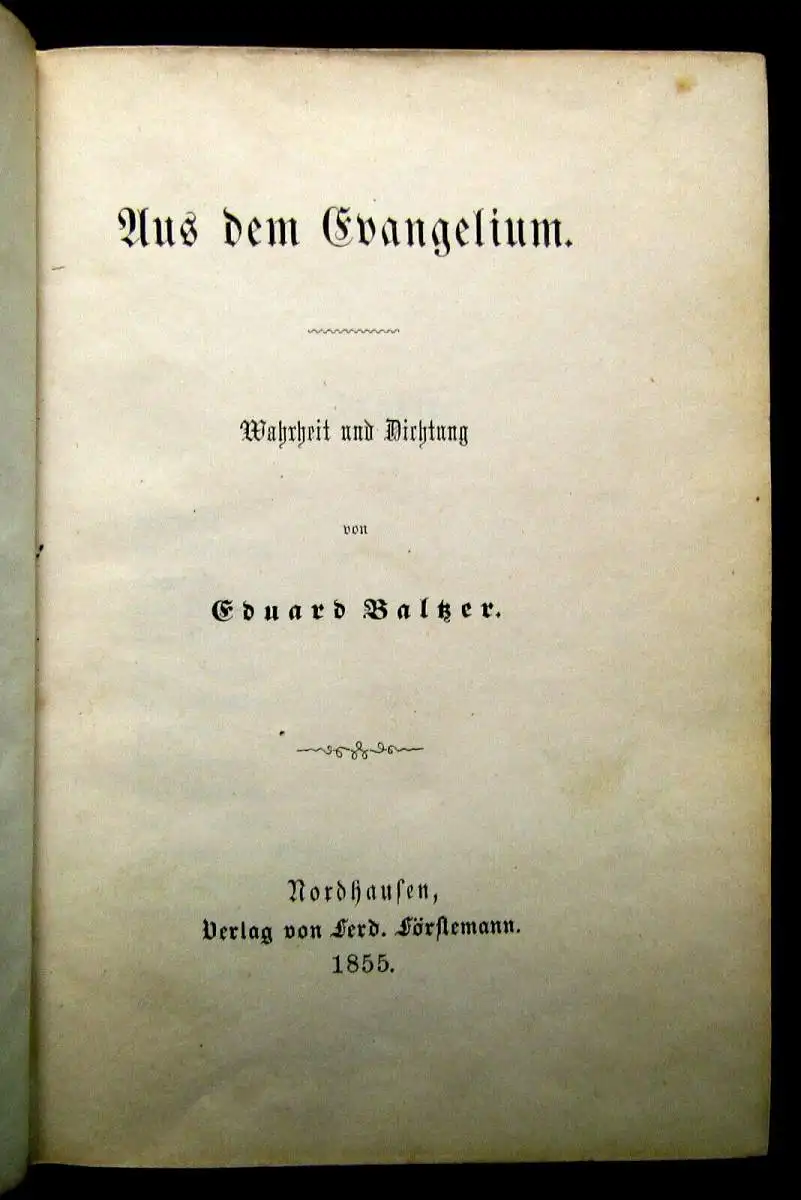 Aus dem Evangelium.
Wahrheit und Dichtung
von
Eduard Baltzer.
Nordhausen,
Verlag von Ferd. Förstemann.
1855.